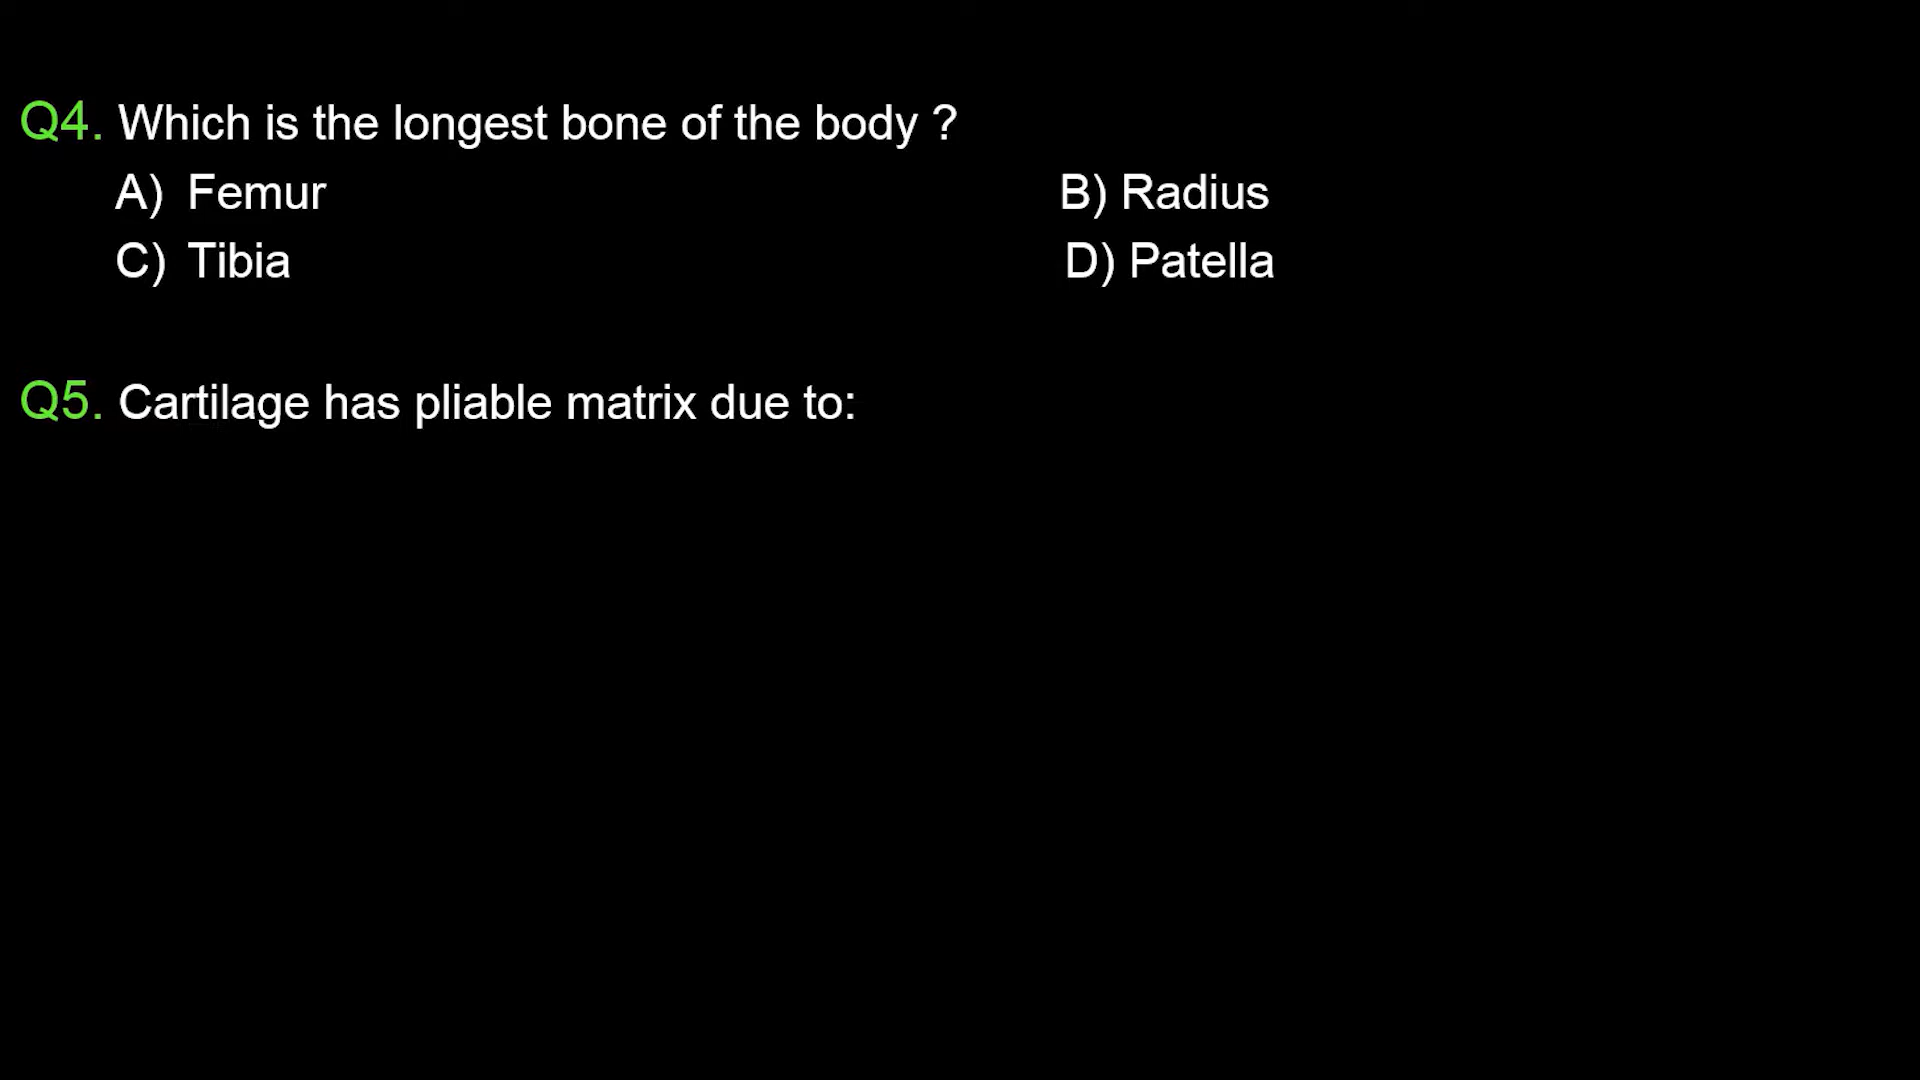 Q4. Which is the longest bone of the body ?
A) Femur B) Radius
C) Tibia D) Patella
Q5. Cartilage has pliable matrix due to: